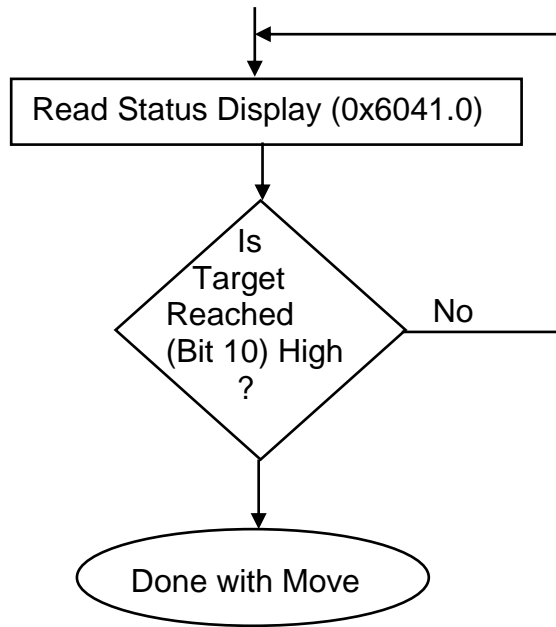 Read Status Display (0x6041.0)
Is
Target
Reached
(Bit 10) High
?
No
Done with Move